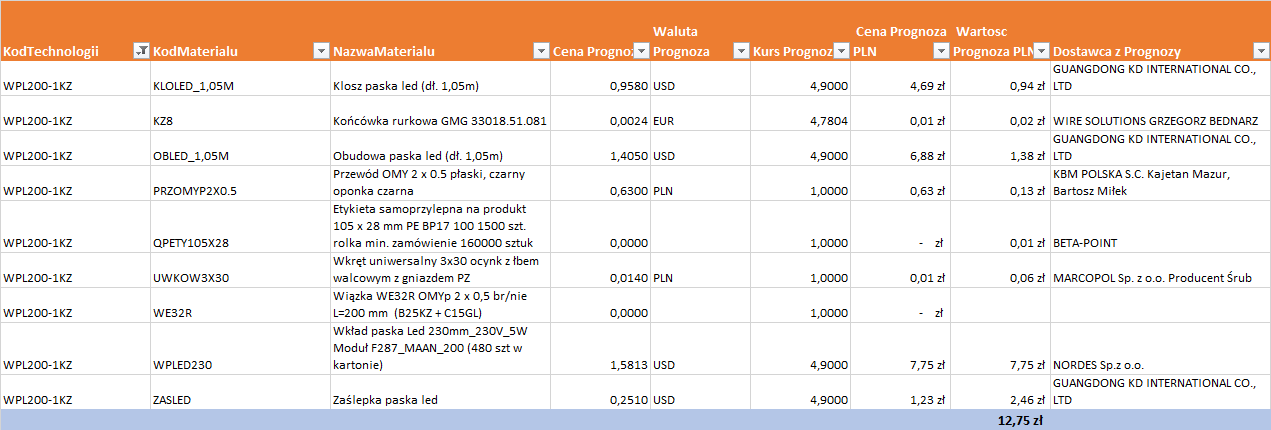 KodTechnologii KodMaterialu NazwaMaterialu Cena Prognoz Waluta Prognoza Kurs Prognoz Cena Prognoza PLN Wartosc Prognoza PLN Dostawca z Prognozy
WPL200-1KZ KLOLED_1,05M Klosz paska led (dł. 1,05m) 0,9580 USD 4,9000 4,69 zł 0,94 zł GUANGDONG KD INTERNATIONAL CO., LTD
WPL200-1KZ KZ8 Końcówka rurkowa GMG 33018.51.081 0,0024 EUR 4,7804 0,01 zł 0,02 zł WIRE SOLUTIONS GRZEGORZ BEDNARZ
WPL200-1KZ OBLED_1,05M Obudowa paska led (dł. 1,05m) 1,4050 USD 4,9000 6,88 zł 1,38 zł GUANGDONG KD INTERNATIONAL CO., LTD
WPL200-1KZ PRZOMYP2X0.5 Przewód OMY 2 x 0.5 płaski, czarny oponka czarna 0,6300 PLN 1,0000 0,63 zł 0,13 zł KBM POLSKA S.C. Kajetan Mazur, Bartosz Miłek
WPL200-1KZ QPETY105X28 Etykieta samoprzylepna na produkt 105 x 28 mm PE BP17 100 1500 szt. rolka min. zamówienie 160000 sztuk 0,0000 1,0000 - zł 0,01 zł BETA-POINT
WPL200-1KZ UWKOW3X30 Wkręt uniwersalny 3x30 ocynk z łbem walcowym z gniazdem PZ 0,0140 PLN 1,0000 0,01 zł 0,06 zł MARCOPOL Sp. z o.o. Producent Śrub
WPL200-1KZ WE32R Wiązka WE32R OMYp 2 x 0,5 br/nie L=200 mm (B25KZ + C15GL) 0,0000 1,0000 - zł
WPL200-1KZ WPLED230 Wkład paska Led 230mm_230V_5W Moduł F287_MAAN_200 (480 szt w kartonie) 1,5813 USD 4,9000 7,75 zł 7,75 zł NORDES Sp.z o.o.
WPL200-1KZ ZASLED Zaślepka paska led 0,2510 USD 4,9000 1,23 zł 2,46 zł GUANGDONG KD INTERNATIONAL CO., LTD
12,75 zł